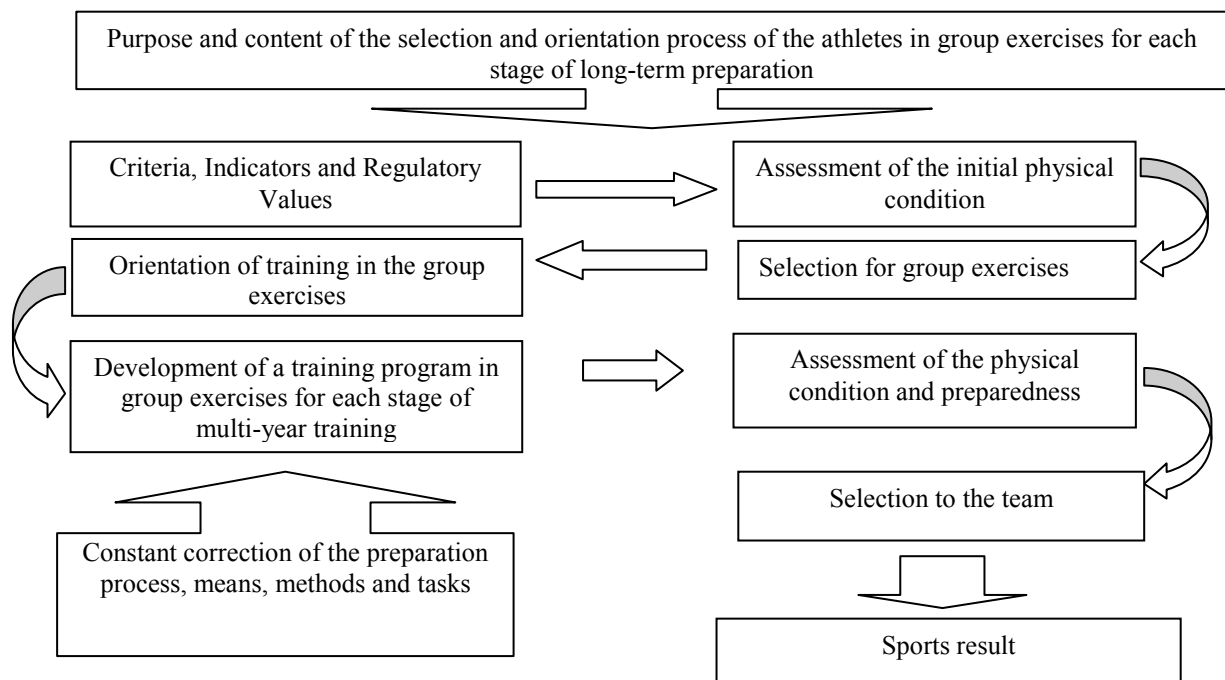 Purpose and content of the selection and orientation process of the athletes in group exercises for each
stage of long-term preparation
Criteria, Indicators and Regulatory
Values
Assessment of the initial physical
condition
Selection for group exercises
Orientation of training in the group
exercises
Development of a training program in
group exercises for each stage of
multi-year training
Assessment of the physical
condition and preparedness
Selection to the team
Constant correction of the preparation
process, means, methods and tasks
Sports result